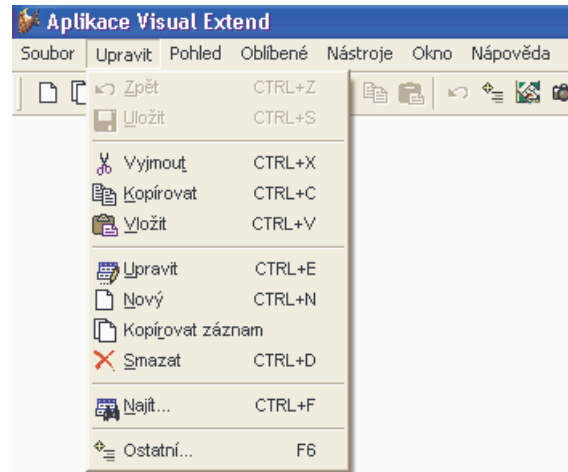 Aplikace Visual Extend
Soubor Upravit Pohled Oblíbené Nástroje Okno Nápověda
Zpět CTRL+Z
Uložit CTRL+S
Vyjmout CTRL+X
Kopírovat CTRL+C
Vložit CTRL+V
Upravit CTRL+E
Nový CTRL+N
Kopírovat záznam
Smazat CTRL+D
Najít... CTRL+F
Ostatní... F6